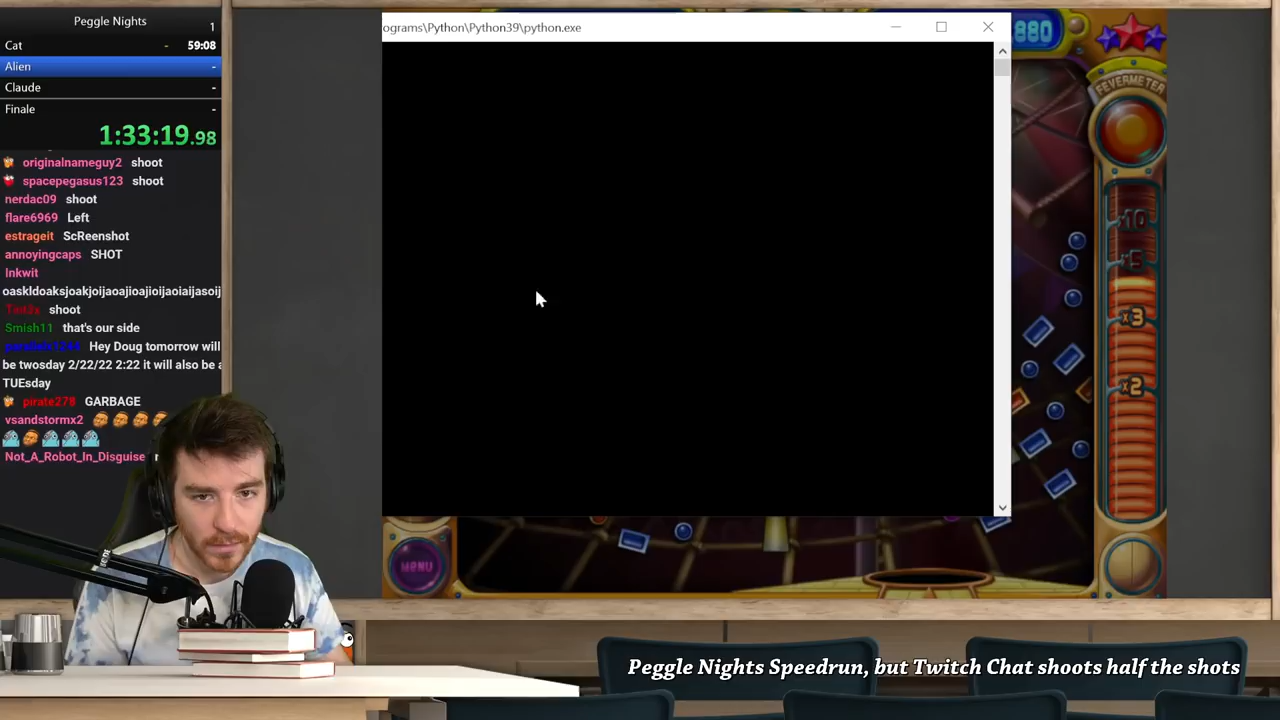 Peggle Nights
1
Cat - 59:08
Alien -
Claude -
Finale -
1:33:19.98
originalnameguy2 shoot
spacepegasus123 shoot
nerdac09 shoot
flare6969 Left
estrageit ScReenshot
annoyingcaps SHOT
Inkwit
oaskldoaksjoakjoijaoajioajioijaoiaijasoij
shoot
Smish11 that's our side
Hey Doug tomorrow will
be twosday 2/22/22 2:22 it will also be a
TUEsday
pirate278 GARBAGE
vsandstormx2
Not_A_Robot_In_Disguise
ograms\Python\Python39\python.exe
880
FEVERMETER
x10
x5
x3
x2
MENU
Peggle Nights Speedrun, but Twitch Chat shoots half the shots